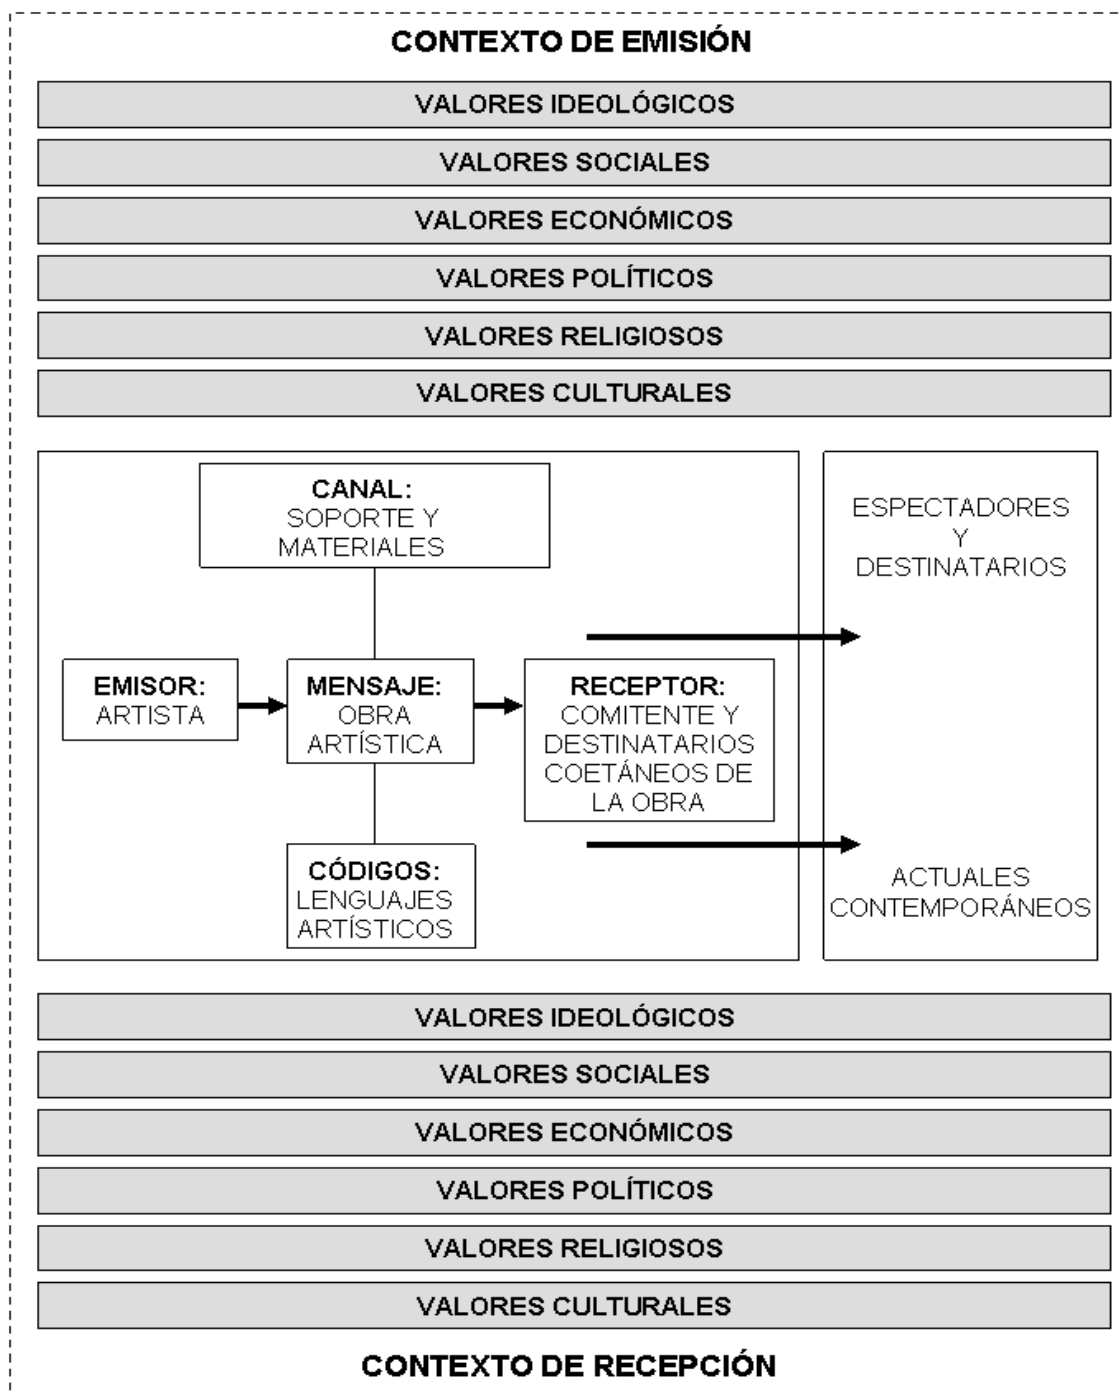 CONTEXTO DE EMISIÓN
VALORES IDEOLÓGICOS
VALORES SOCIALES
VALORES ECONÓMICOS
VALORES POLÍTICOS
VALORES RELIGIOSOS
VALORES CULTURALES
CANAL:
SOPORTE Y
MATERIALES
EMISOR:
ARTISTA
MENSAJE:
OBRA
ARTÍSTICA
RECEPTOR:
COMITENTE Y
DESTINATARIOS
COETÁNEOS DE
LA OBRA
CÓDIGOS:
LENGUAJES
ARTÍSTICOS
ESPECTADORES
Y
DESTINATARIOS
ACTUALES
CONTEMPORÁNEOS
VALORES IDEOLÓGICOS
VALORES SOCIALES
VALORES ECONÓMICOS
VALORES POLÍTICOS
VALORES RELIGIOSOS
VALORES CULTURALES
CONTEXTO DE RECEPCIÓN